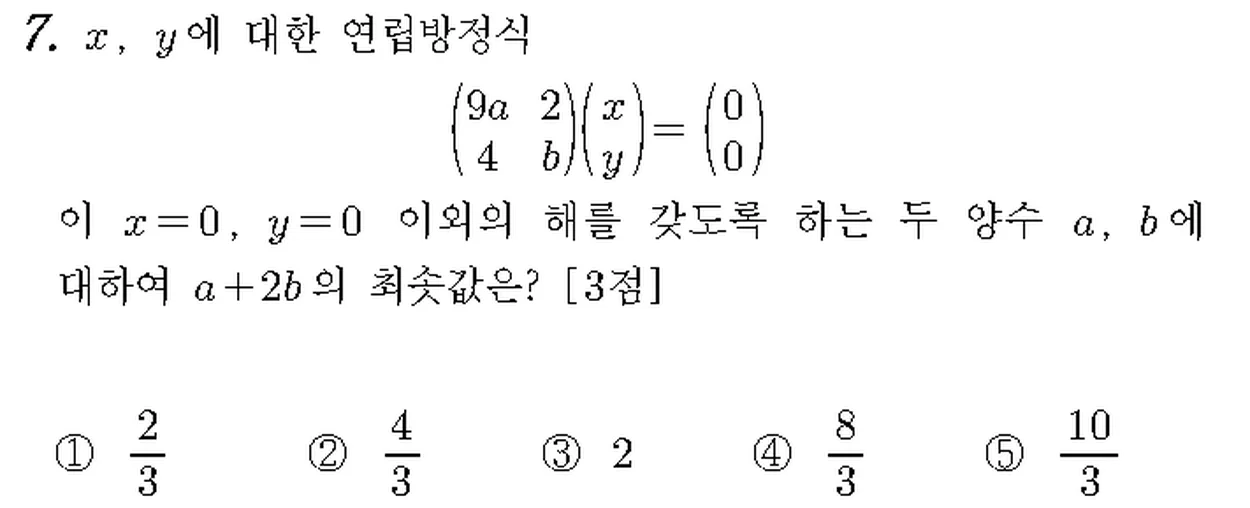 7. x, y에 대한 연립방정식
(9a 2)(x) = (0)
(4 b)(y) (0)
이 x=0, y=0 이외의 해를 갖도록 하는 두 양수 a, b에
대하여 a+2b의 최솟값은? [3점]
① 2/3 ② 4/3 ③ 2 ④ 8/3 ⑤ 10/3